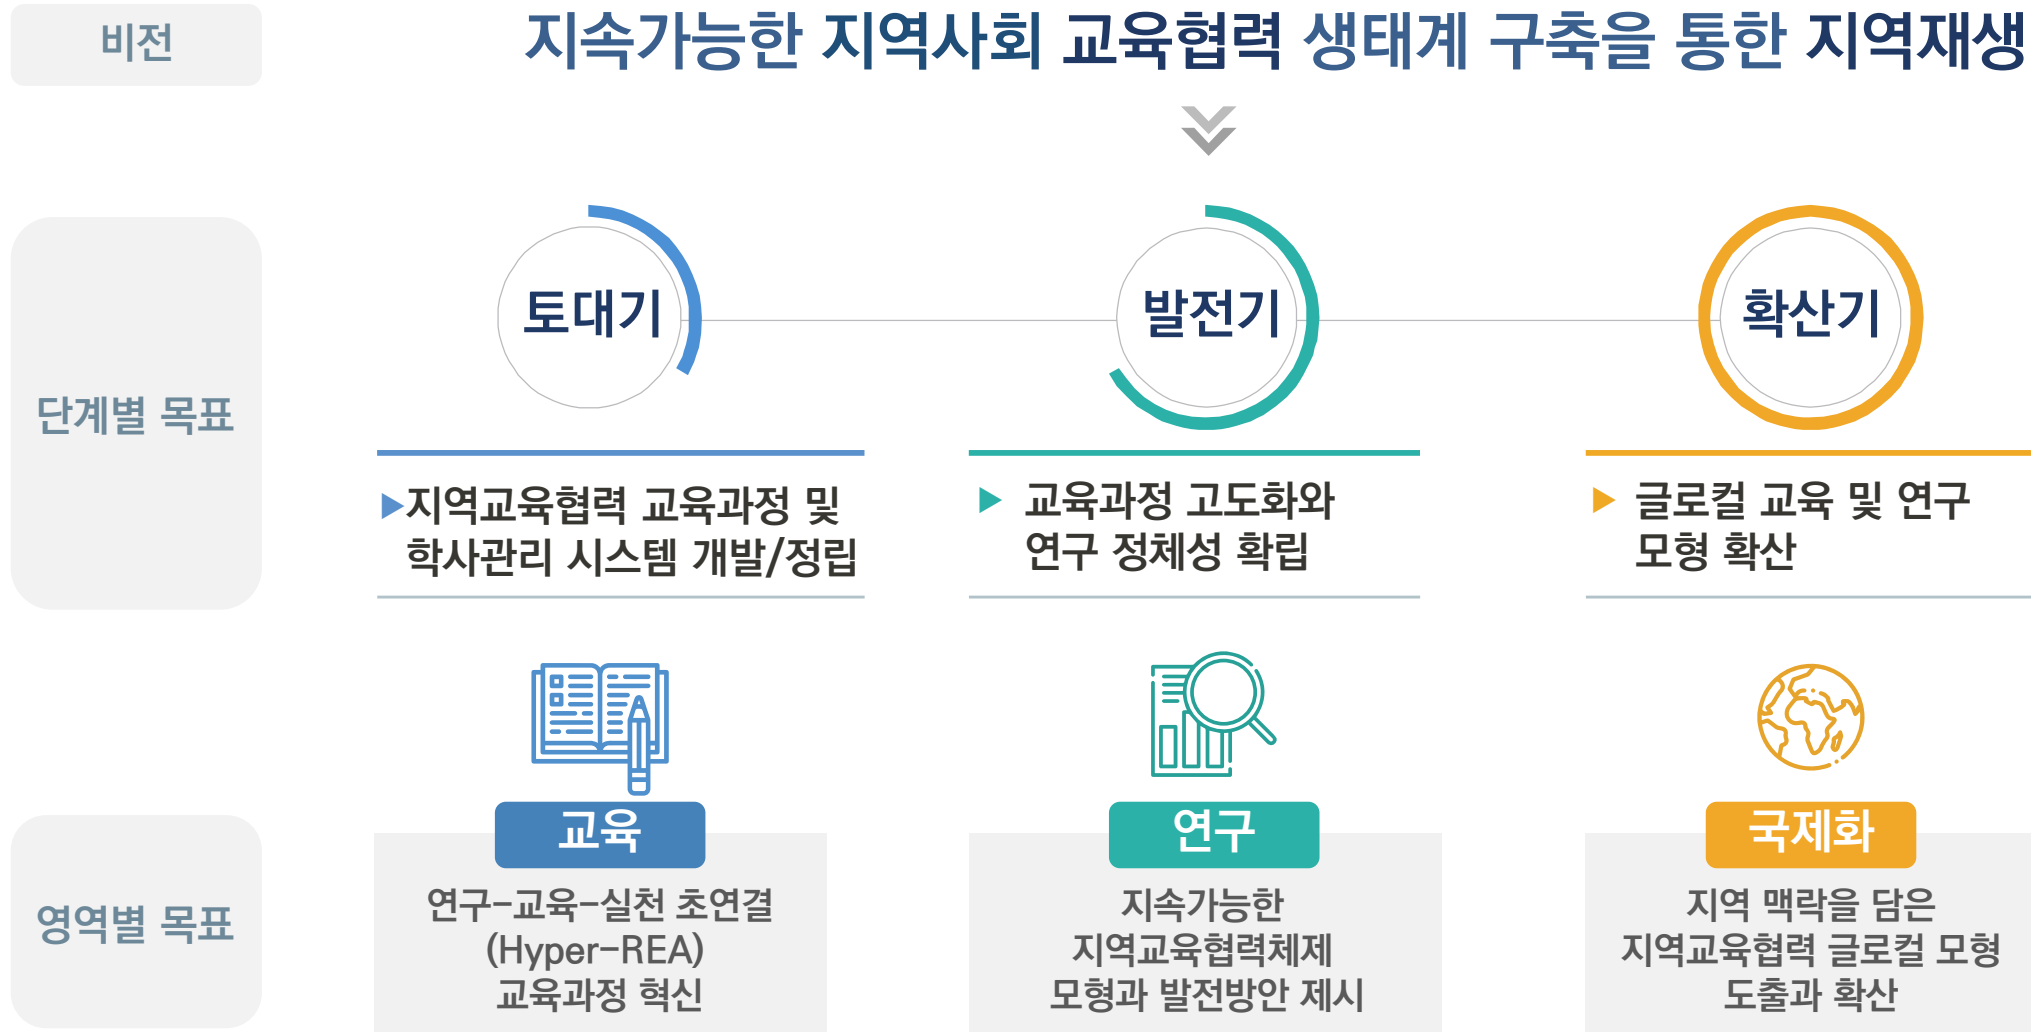 비전
지속가능한 지역사회 교육협력 생태계 구축을 통한 지역재생
단계별 목표
토대기
발전기
확산기
▶지역교육협력 교육과정 및
학사관리 시스템 개발/정립
▶ 교육과정 고도화와
연구 정체성 확립
▶ 글로컬 교육 및 연구
모형 확산
영역별 목표
교육
연구-교육-실천 초연결
(Hyper-REA)
교육과정 혁신
연구
지속가능한
지역교육협력체제
모형과 발전방안 제시
국제화
지역 맥락을 담은
지역교육협력 글로컬 모형
도출과 확산